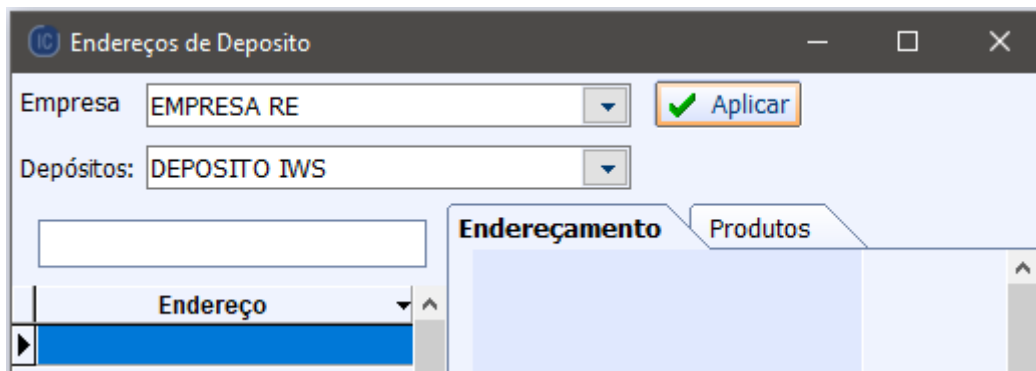 IC Endereços de Deposito
Empresa EMPRESA RE Aplicar
Depósitos: DEPOSITO IWS
Endereçamento Produtos
Endereço